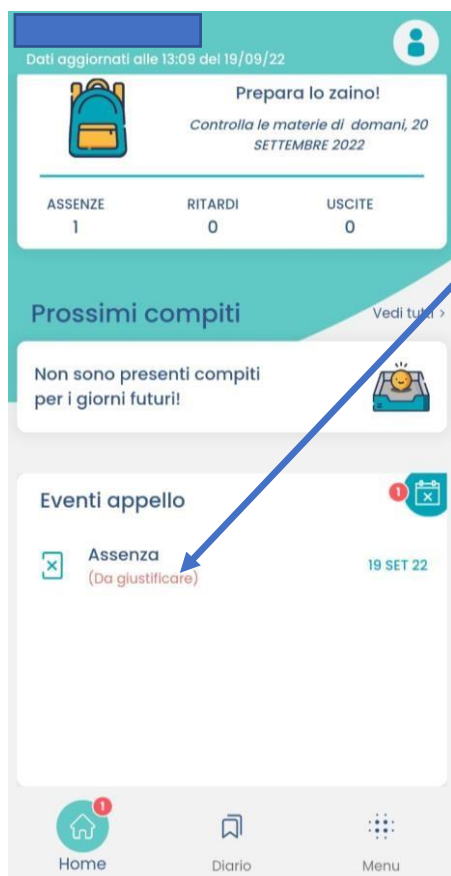 Dati aggiornati alle 13:09 del 19/09/22
Prepara lo zaino!
Controlla le materie di domani, 20
SETTEMBRE 2022
ASSENZE RITARDI USCITE
1 0 0
Prossimi compiti Vedi tutti >
Non sono presenti compiti
per i giorni futuri!
Eventi appello 1
Assenza 19 SET 22
(Da giustificare)
1
Home Diario Menu